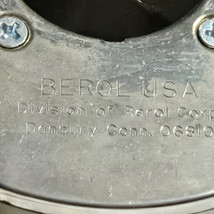 BEROL USA
Division of Berol Corp
Danbury Conn. 06810